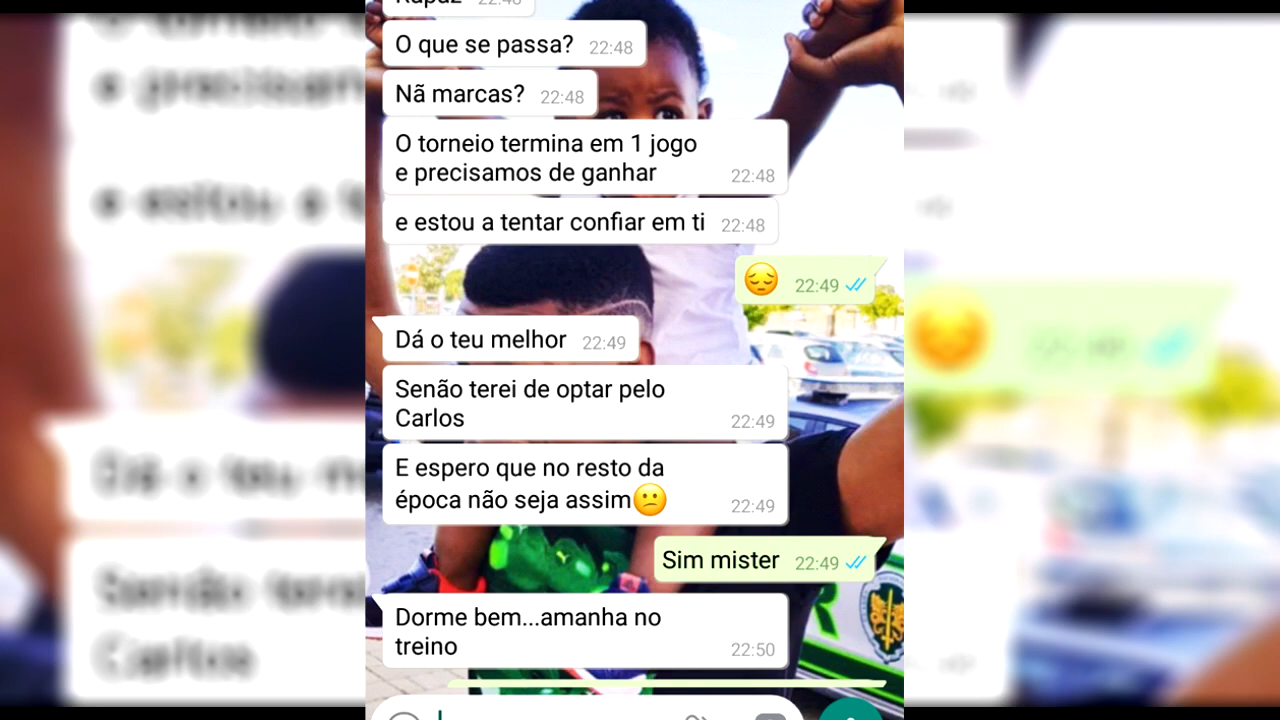 Rapaz 22:48
O que se passa? 22:48
Nã marcas? 22:48
O torneio termina em 1 jogo
e precisamos de ganhar 22:48
e estou a tentar confiar em ti 22:48
😔 22:49
Dá o teu melhor 22:49
Senão terei de optar pelo
Carlos 22:49
E espero que no resto da
época não seja assim😕 22:49
Sim mister 22:49
Dorme bem...amanha no
treino 22:50